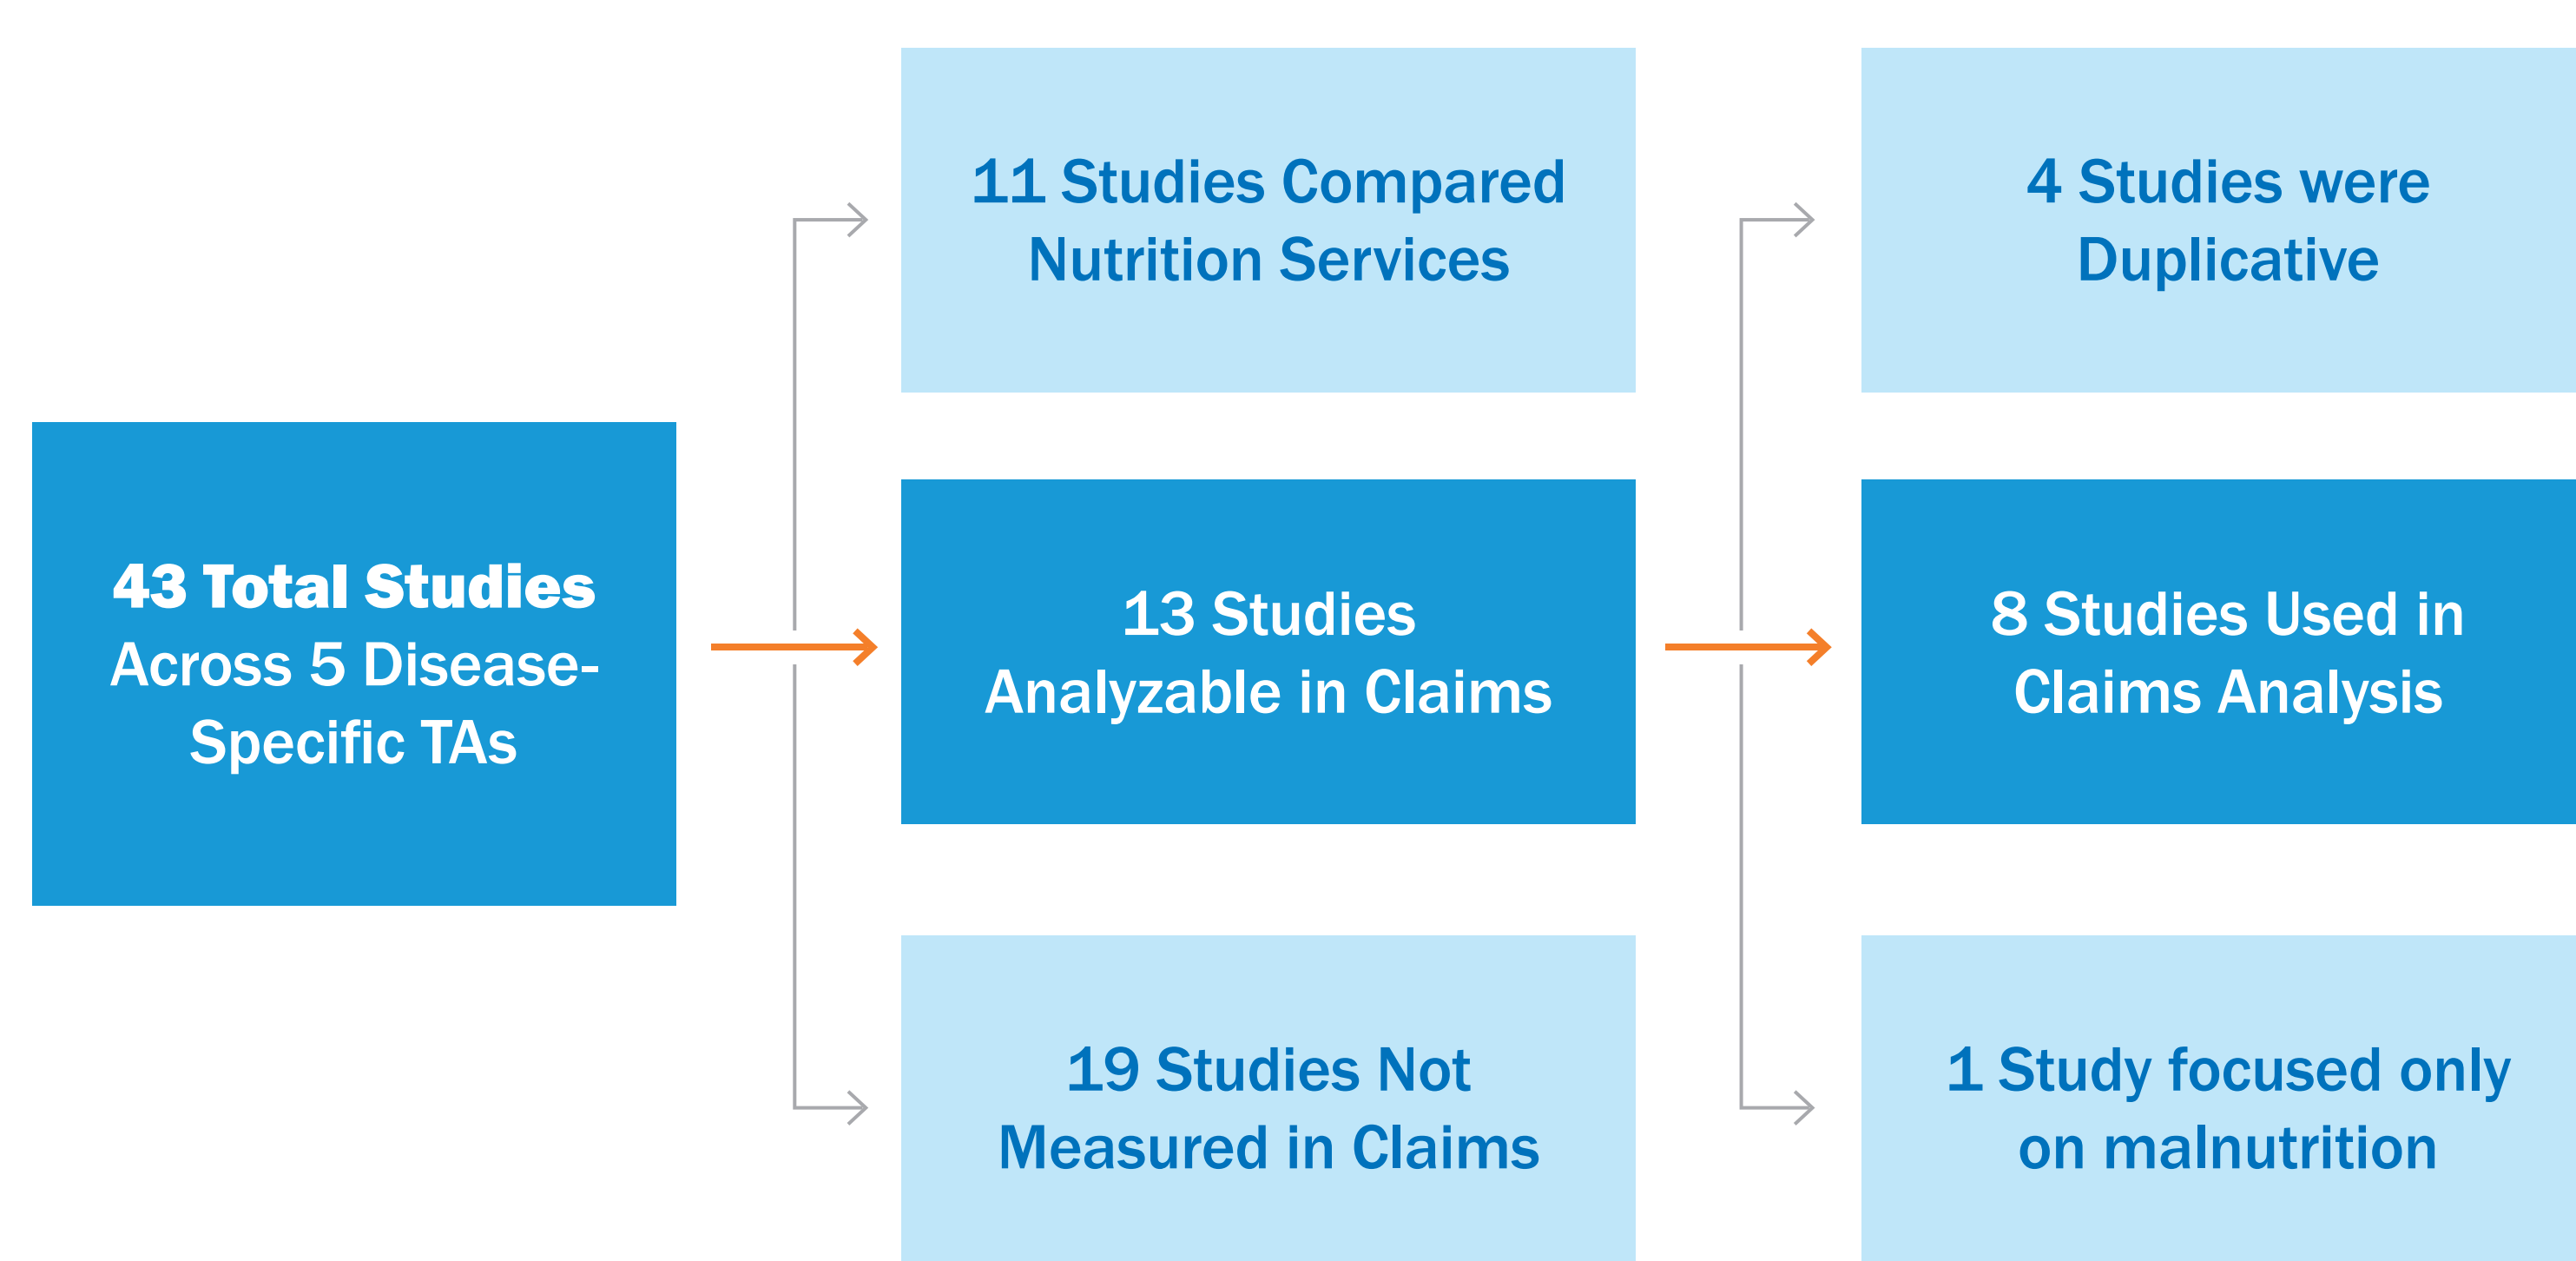 43 Total Studies
Across 5 Disease-
Specific TAs
11 Studies Compared
Nutrition Services
13 Studies
Analyzable in Claims
19 Studies Not
Measured in Claims
4 Studies were
Duplicative
8 Studies Used in
Claims Analysis
1 Study focused only
on malnutrition